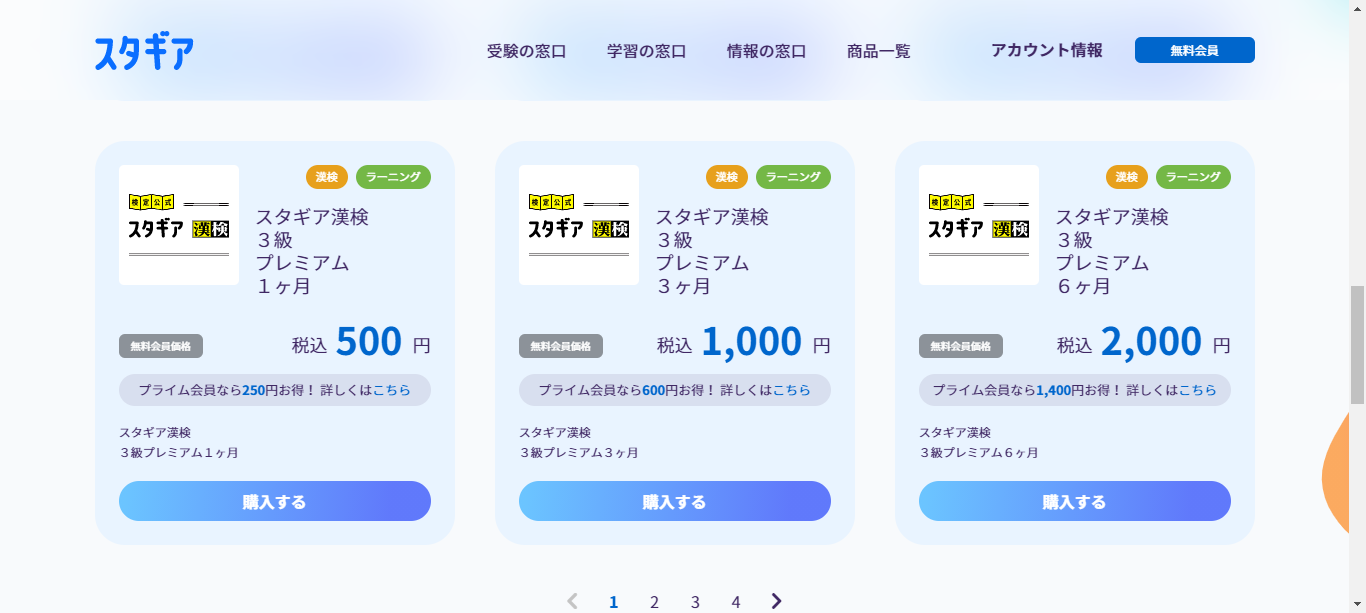 スタギア
受験の窓口
学習の窓口
情報の窓口
商品一覧
アカウント情報
無料会員
検定公式
スタギア 漢検
漢検
ラーニング
スタギア漢検
３級
プレミアム
１ヶ月
無料会員価格
税込 500 円
プライム会員なら250円お得！ 詳しくはこちら
スタギア漢検
３級プレミアム１ヶ月
購入する
検定公式
スタギア 漢検
漢検
ラーニング
スタギア漢検
３級
プレミアム
３ヶ月
無料会員価格
税込 1,000 円
プライム会員なら600円お得！ 詳しくはこちら
スタギア漢検
３級プレミアム３ヶ月
購入する
検定公式
スタギア 漢検
漢検
ラーニング
スタギア漢検
３級
プレミアム
６ヶ月
無料会員価格
税込 2,000 円
プライム会員なら1,400円お得！ 詳しくはこちら
スタギア漢検
３級プレミアム６ヶ月
購入する
1 2 3 4